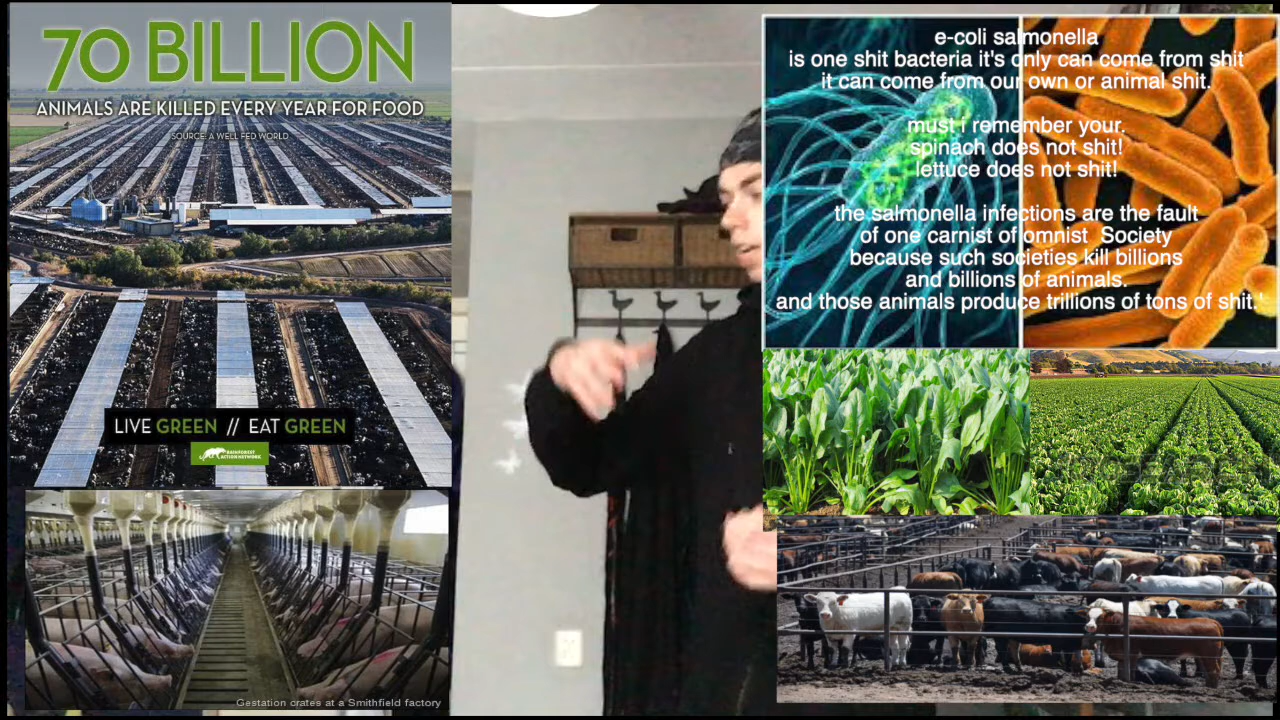 70 BILLION
ANIMALS ARE KILLED EVERY YEAR FOR FOOD
SOURCE: A WELL FED WORLD
LIVE GREEN // EAT GREEN
RAINFOREST
ACTION NETWORK
Gestation crates at a Smithfield factory
e-coli salmonella
is one shit bacteria it's only can come from shit
it can come from our own or animal shit.
must i remember your.
spinach does not shit!
lettuce does not shit!
the salmonella infections are the fault
of one carnist of omnist Society
because such societies kill billions
and billions of animals.
and those animals produce trillions of tons of shit.